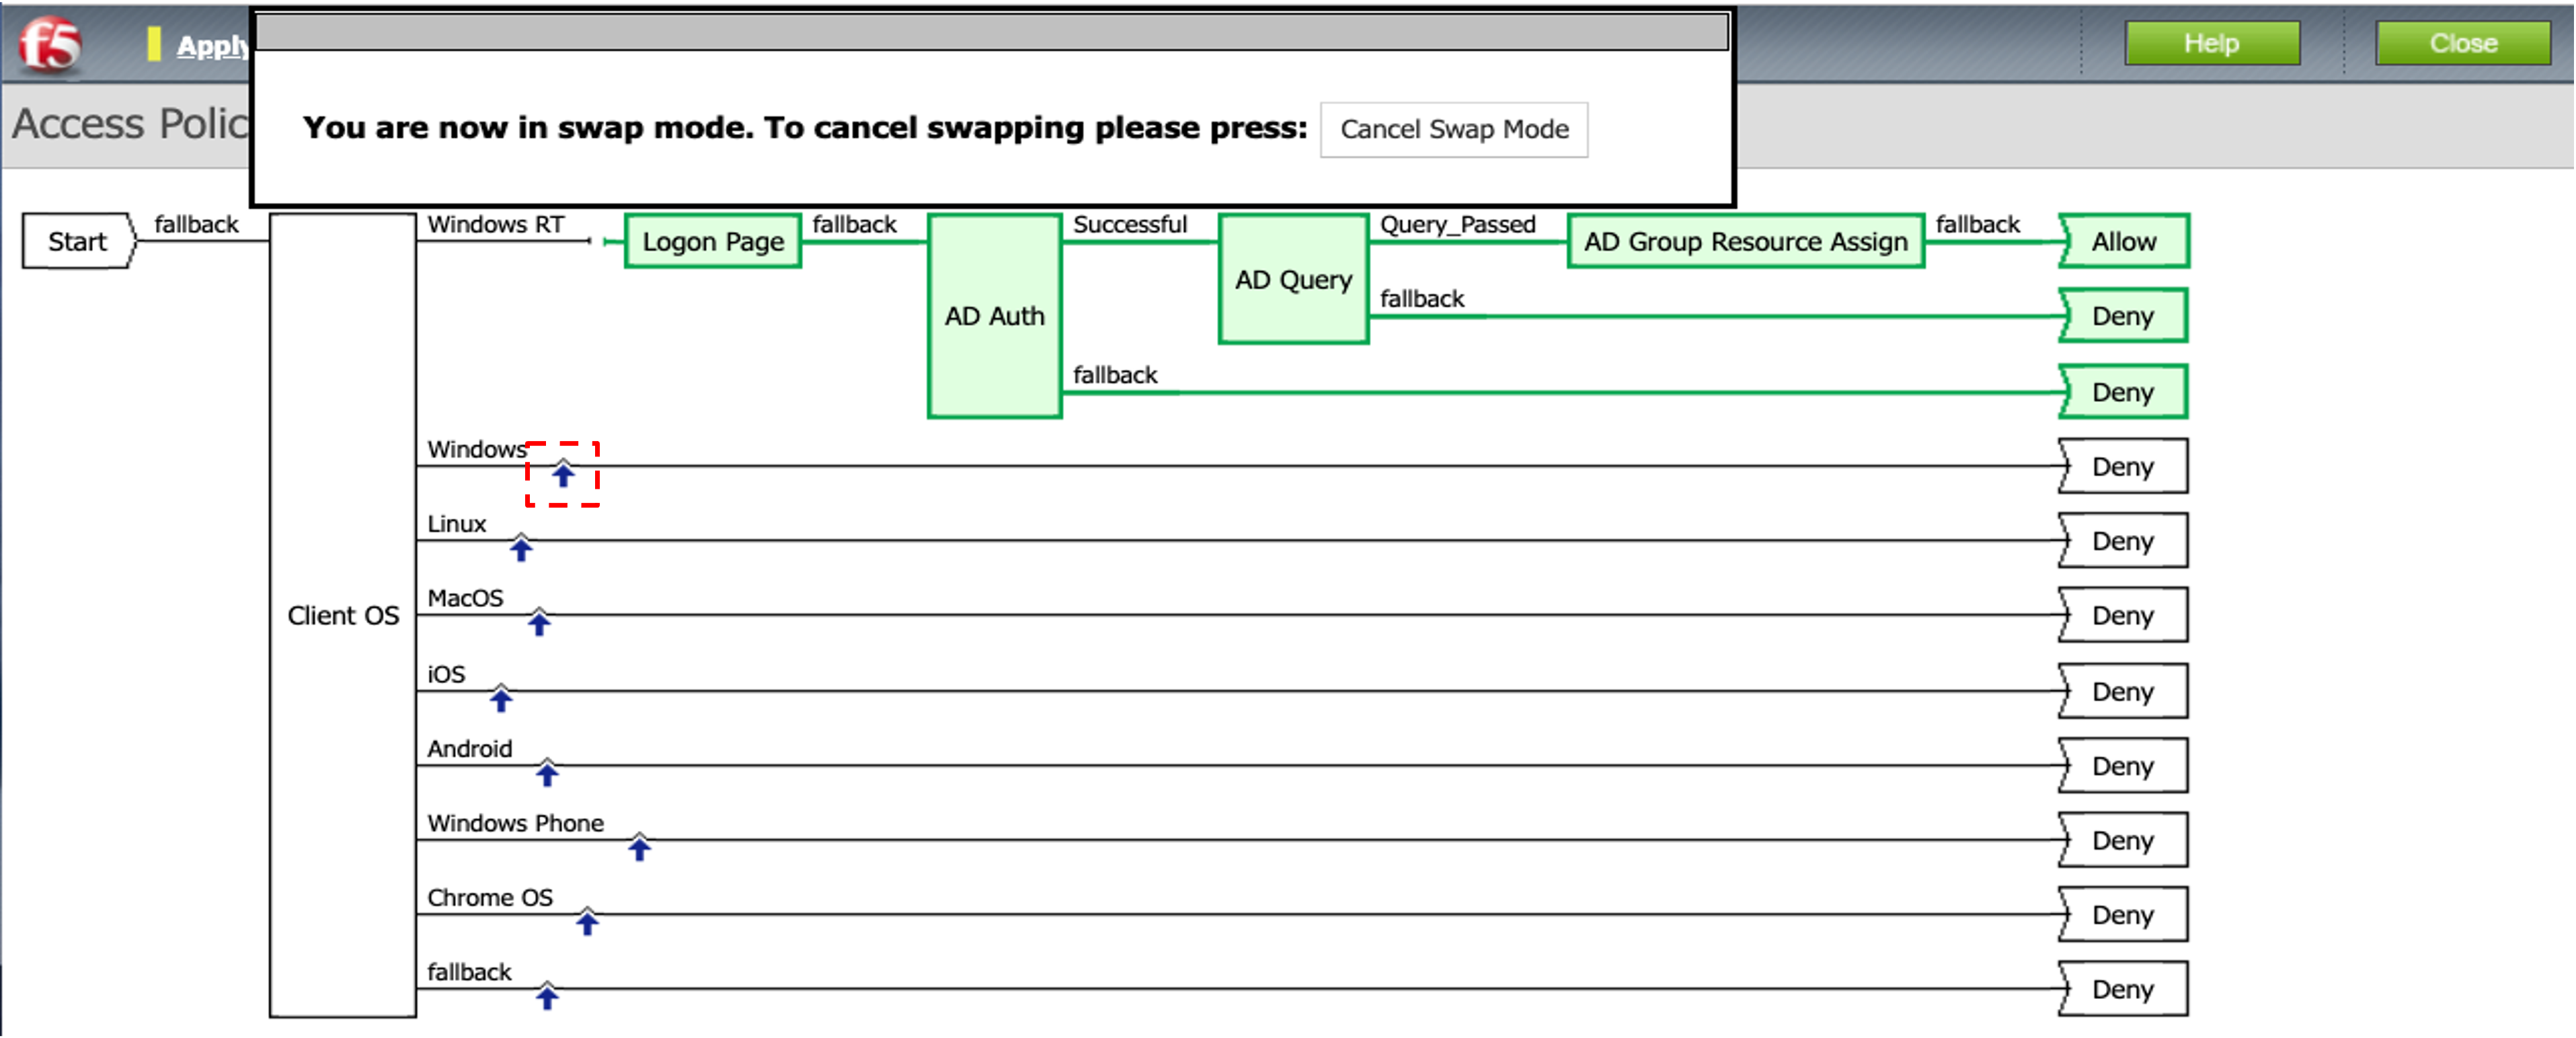 f5
Apply
Help
Close
Access Polic
You are now in swap mode. To cancel swapping please press: Cancel Swap Mode
Start
fallback
Client OS
Windows RT
Logon Page
fallback
AD Auth
Successful
AD Query
Query_Passed
AD Group Resource Assign
fallback
Allow
fallback
Deny
fallback
Deny
Windows
Deny
Linux
Deny
MacOS
Deny
iOS
Deny
Android
Deny
Windows Phone
Deny
Chrome OS
Deny
fallback
Deny